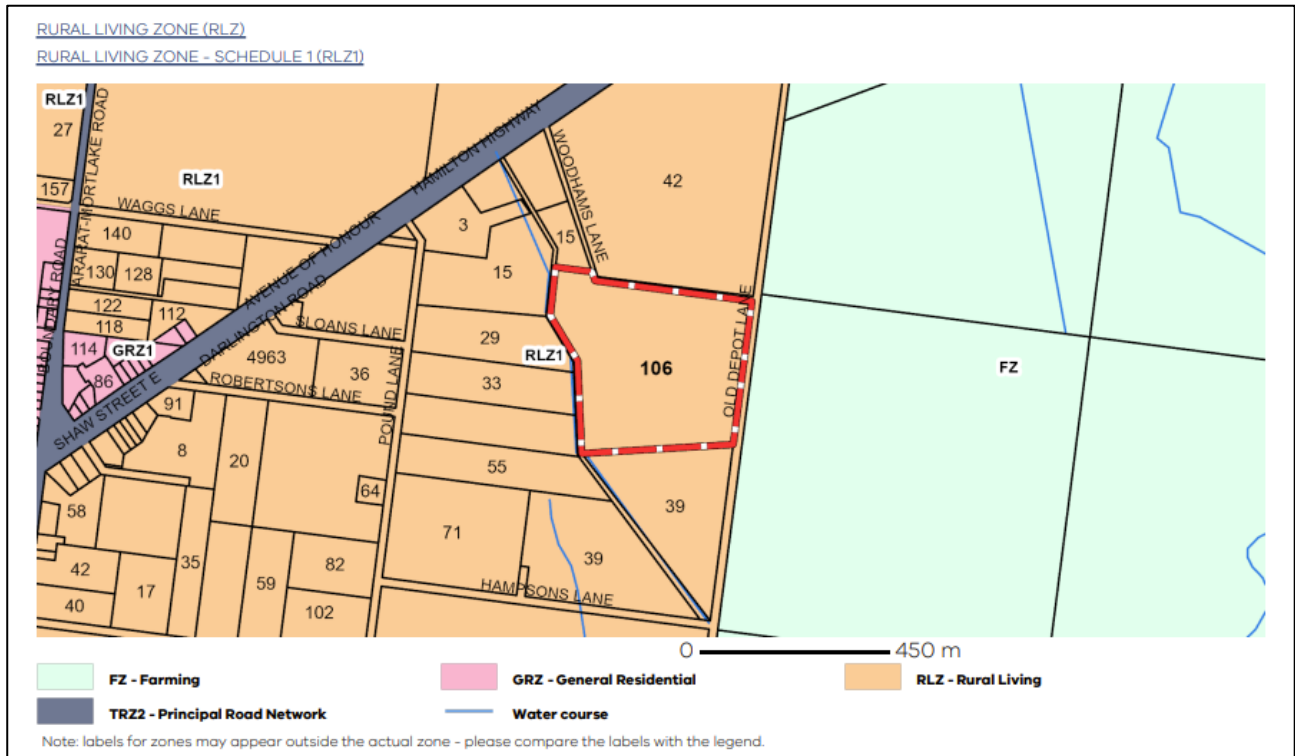 RURAL LIVING ZONE (RLZ)
RURAL LIVING ZONE - SCHEDULE 1 (RLZ1)
RLZ1
27
157
ARARAT-MORTLAKE ROAD
BOUNDARY ROAD
RLZ1
WAGGS LANE
140
130
128
122
118
112
114
GRZ1
86
SHAW STREET E
AVENUE OF HONOUR
HAMILTON HIGHWAY
DARLINGTON ROAD
SLOANS LANE
4963
36
ROBERTSONS LANE
POUND LANE
91
8
20
64
58
42
40
17
35
59
82
102
3
15
15
WOODHAMS LANE
42
29
RLZ1
33
55
71
39
HAMPSONS LANE
106
OLD DEPOT LANE
39
FZ
0 450 m
FZ - Farming
GRZ - General Residential
RLZ - Rural Living
TRZ2 - Principal Road Network
Water course
Note: labels for zones may appear outside the actual zone - please compare the labels with the legend.